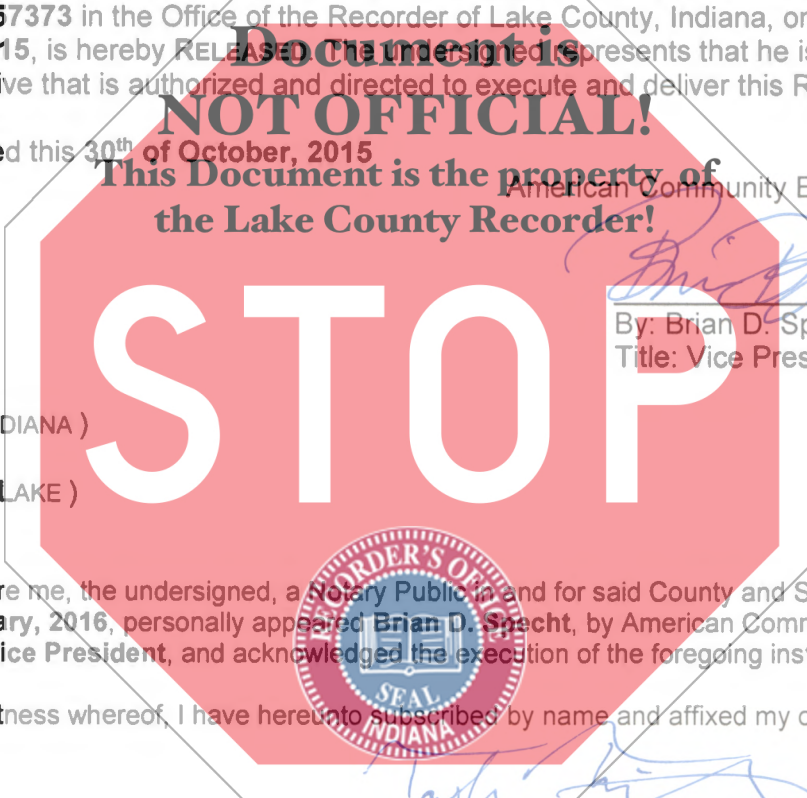 57373 in the Office of the Recorder of Lake County, Indiana, on
15, is hereby RELEASED. The undersigned represents that he is
ve that is authorized and directed to execute and deliver this R
Document is
NOT OFFICIAL!
This Document is the property of
the Lake County Recorder!
ed this 30th of October, 2015
American Community B
By: Brian D. Sp
Title: Vice Pres
STOP
DIANA )
LAKE )
re me, the undersigned, a Notary Public in and for said County and S
ary, 2016, personally appeared Brian D. Specht, by American Comm
ice President, and acknowledged the execution of the foregoing inst
tness whereof, I have hereunto subscribed by name and affixed my o
RECORDER'S OFFICE
SEAL
INDIANA